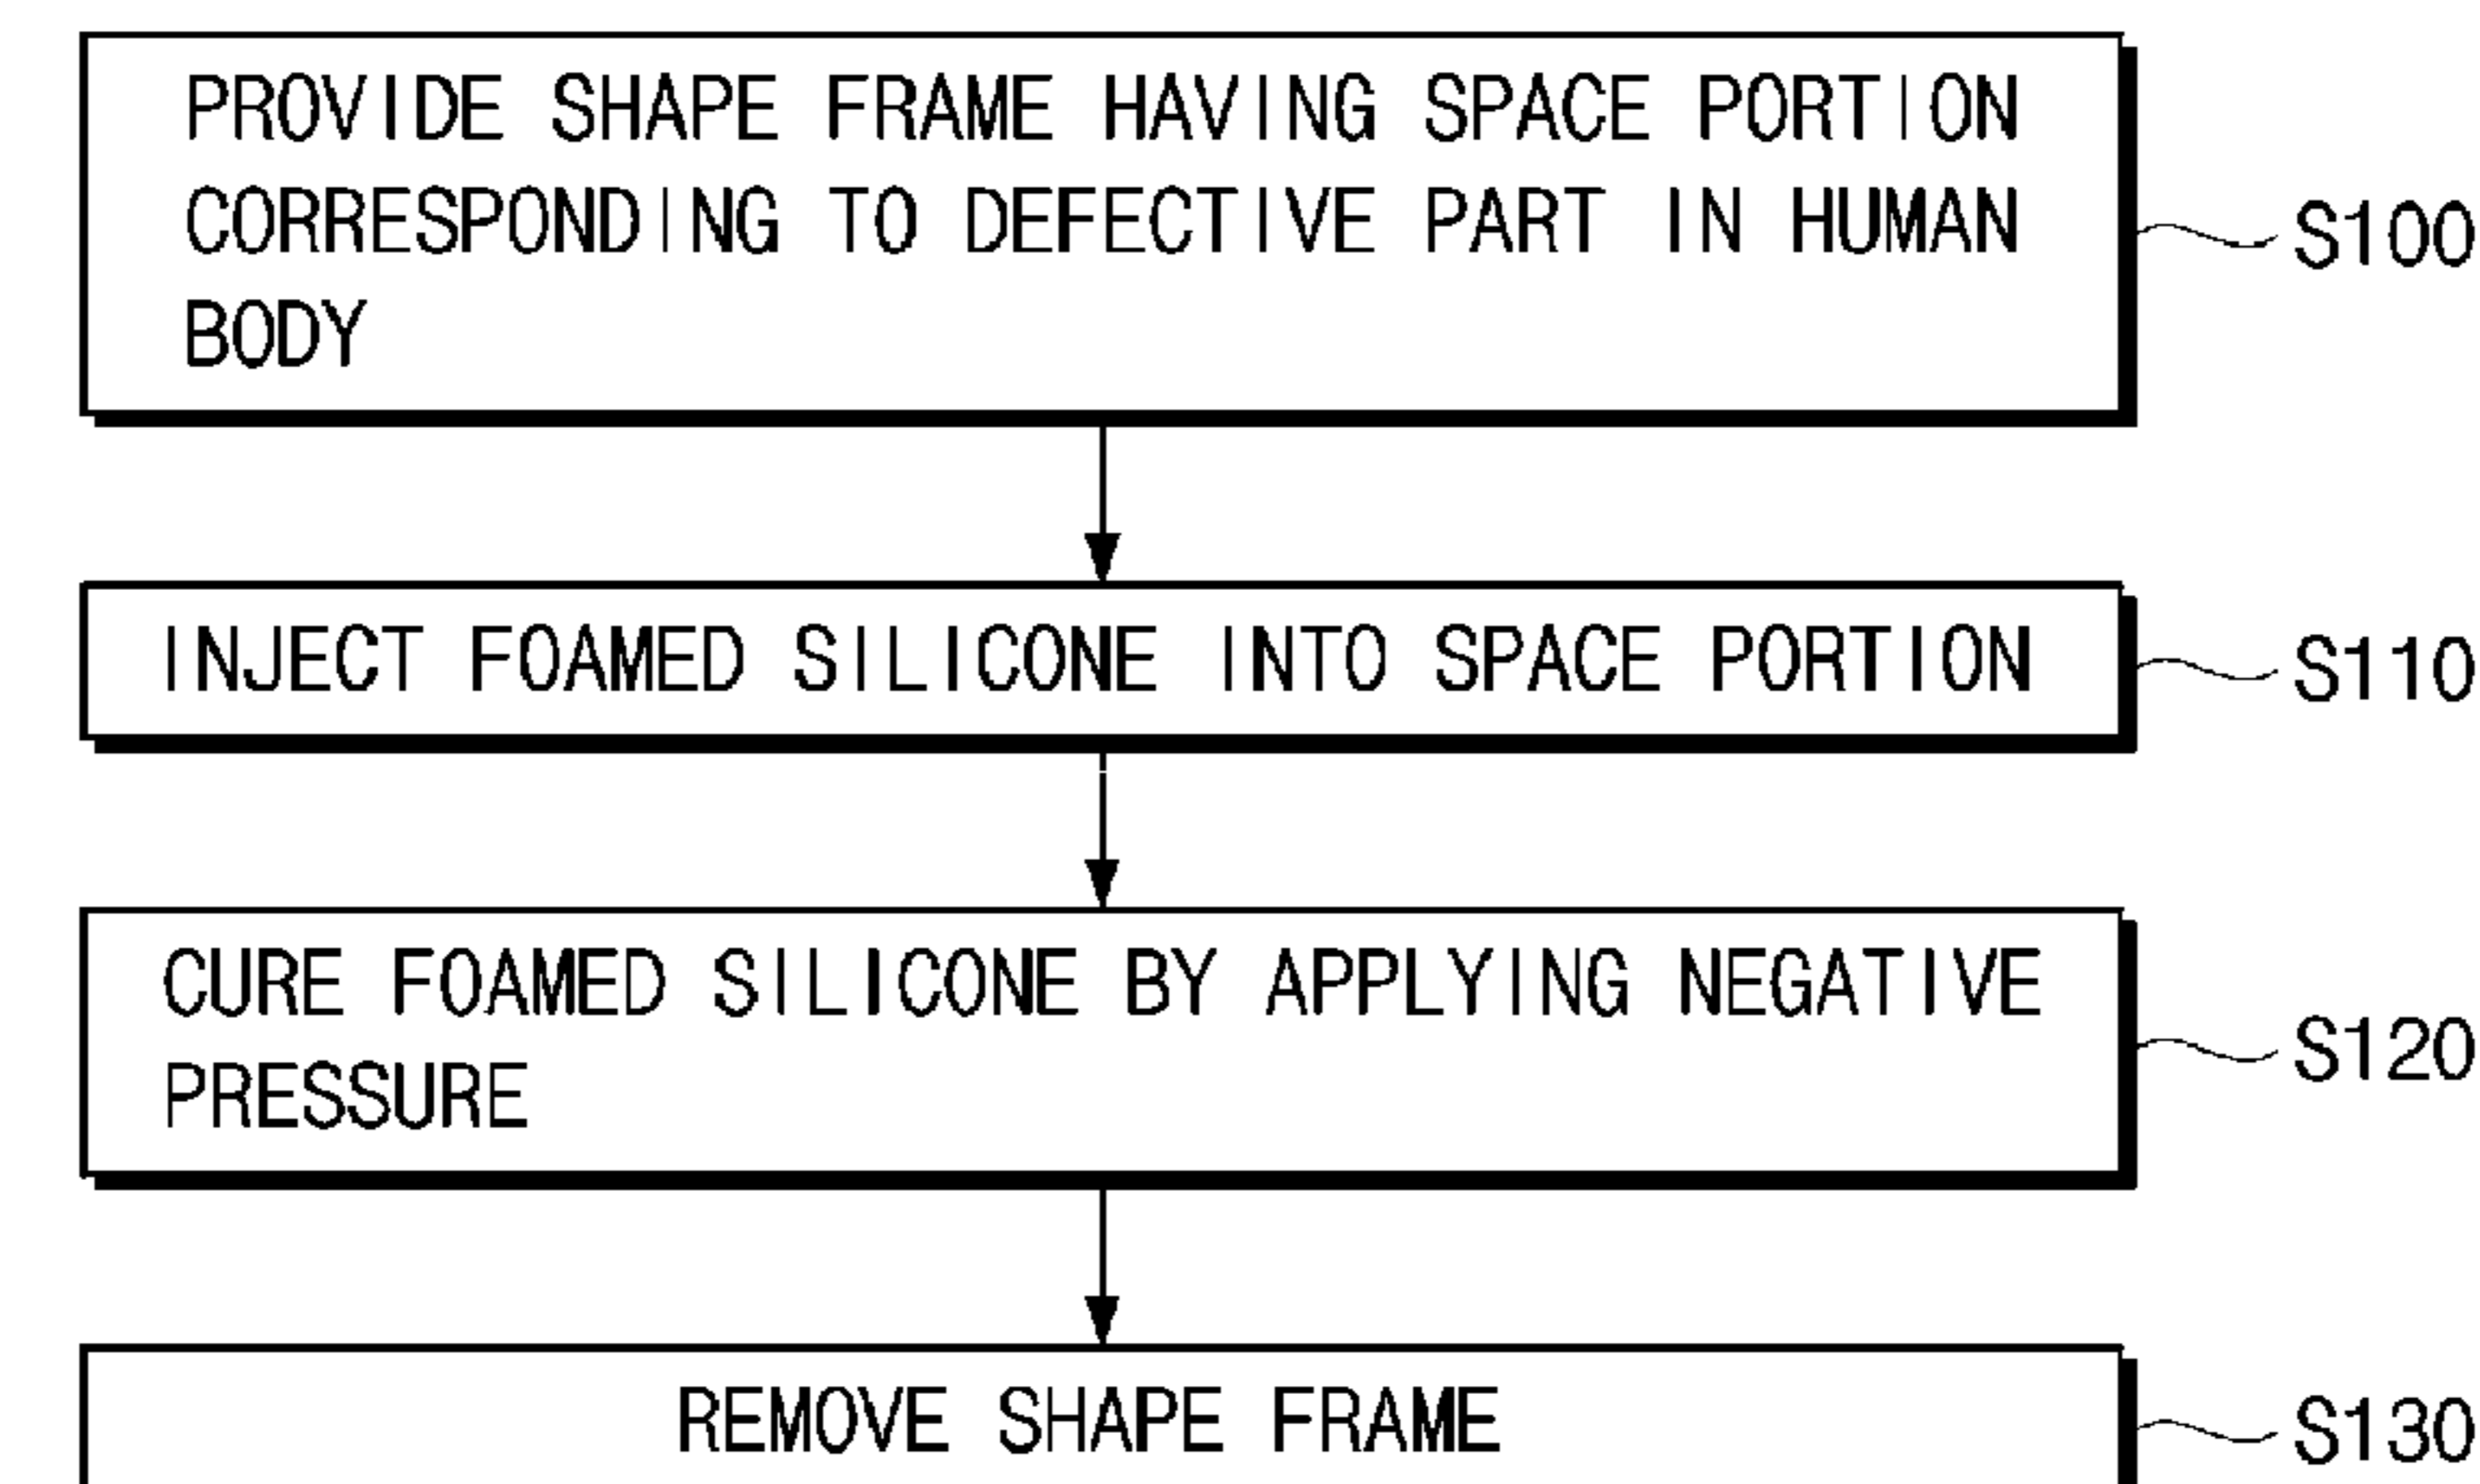 PROVIDE SHAPE FRAME HAVING SPACE PORTION
CORRESPONDING TO DEFECTIVE PART IN HUMAN
BODY
S100
INJECT FOAMED SILICONE INTO SPACE PORTION
S110
CURE FOAMED SILICONE BY APPLYING NEGATIVE
PRESSURE
S120
REMOVE SHAPE FRAME
S130